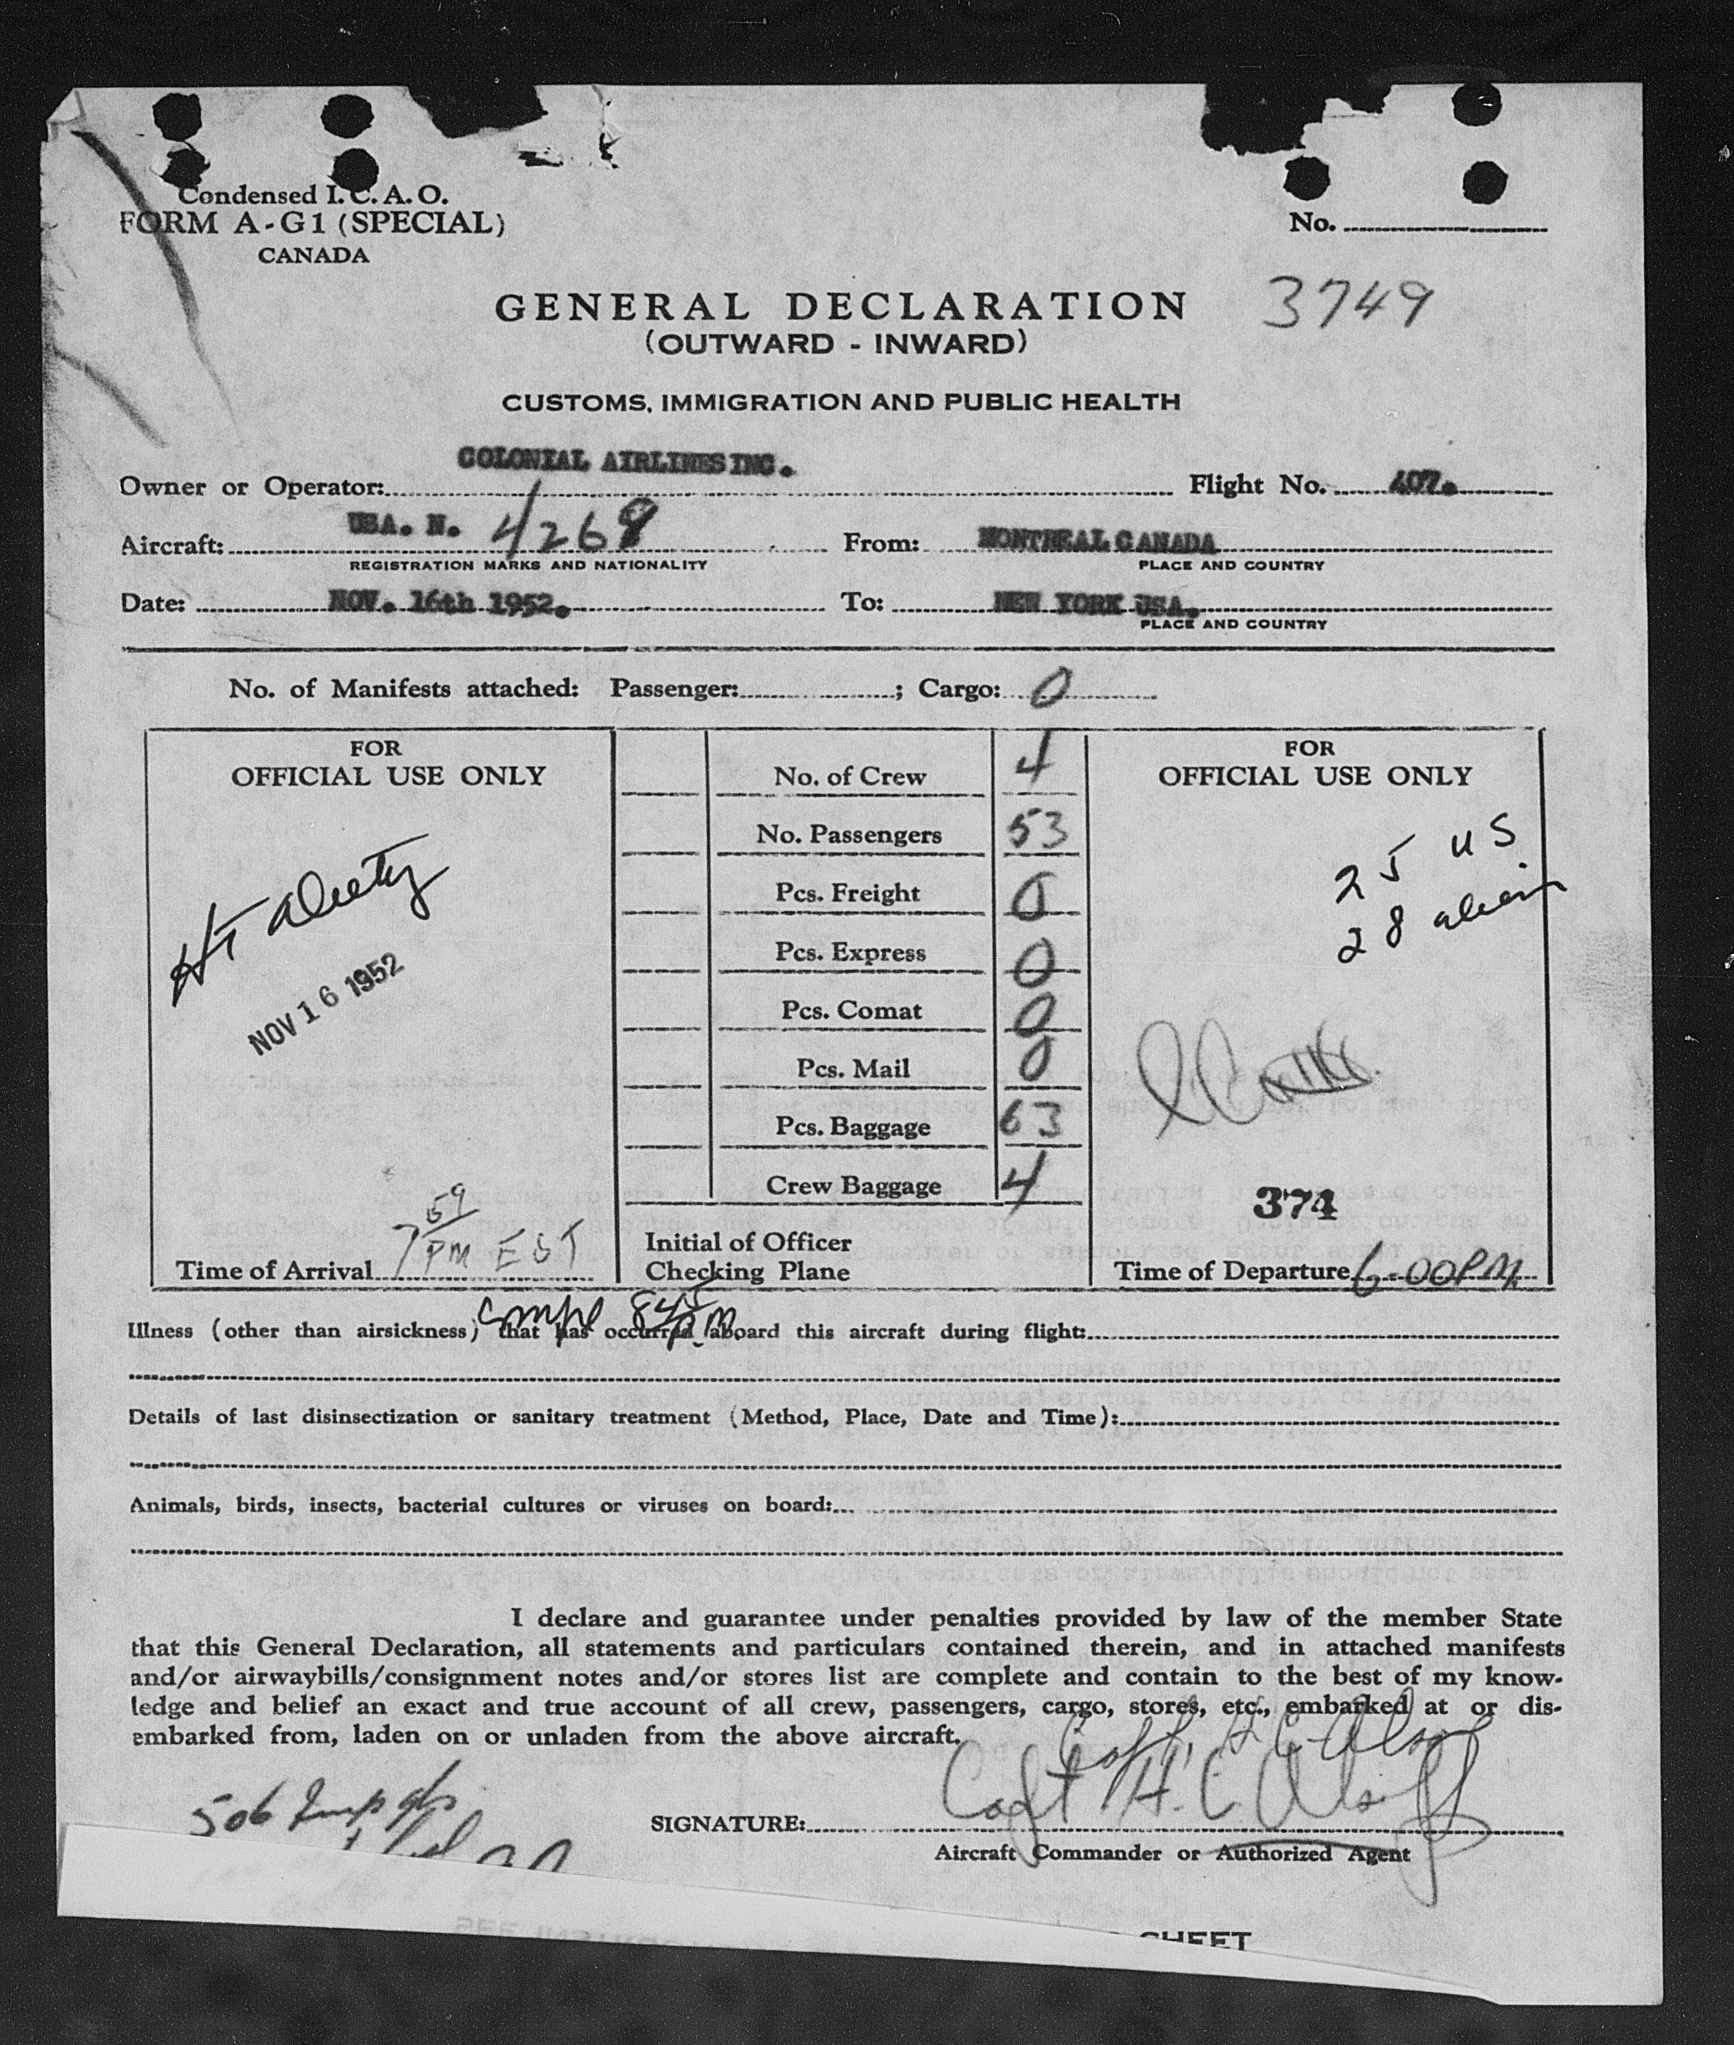 Condensed I. C. A. O.
FORM A-G1 (SPECIAL)
CANADA
No.
3749
GENERAL DECLARATION
(OUTWARD - INWARD)
CUSTOMS, IMMIGRATION AND PUBLIC HEALTH
COLONIAL AIRLINES INC.
Owner or Operator: Flight No. 407.
Aircraft: USA. N. 4268 From: MONTREAL CANADA
REGISTRATION MARKS AND NATIONALITY PLACE AND COUNTRY
Date: NOV. 16th 1952. To: NEW YORK USA.
PLACE AND COUNTRY
No. of Manifests attached: Passenger: ; Cargo: 0
FOR
OFFICIAL USE ONLY
NOV 16 1952
7 59 PM EST
Time of Arrival
No. of Crew 4
No. Passengers 53
Pcs. Freight 0
Pcs. Express 0
Pcs. Comat 0
Pcs. Mail 0
Pcs. Baggage 63
Crew Baggage 4
Initial of Officer
Checking Plane
FOR
OFFICIAL USE ONLY
25 US
28 alien
374
Time of Departure 6:00PM
compl 845 PM
Illness (other than airsickness) that has occurred aboard this aircraft during flight:
Details of last disinsectization or sanitary treatment (Method, Place, Date and Time):
Animals, birds, insects, bacterial cultures or viruses on board:
I declare and guarantee under penalties provided by law of the member State
that this General Declaration, all statements and particulars contained therein, and in attached manifests
and/or airwaybills/consignment notes and/or stores list are complete and contain to the best of my know-
ledge and belief an exact and true account of all crew, passengers, cargo, stores, etc., embarked at or dis-
embarked from, laden on or unladen from the above aircraft.
Capt. H C
506
SIGNATURE: Capt H. C.
Aircraft Commander or Authorized Agent
SHEET